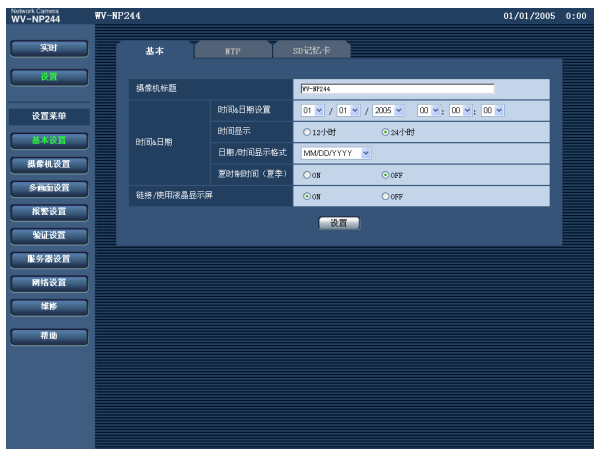 Network Camera
WV-NP244
WV-NP244 01/01/2005 0:00
实时
设置
设置菜单
基本设置
摄像机设置
多画面设置
报警设置
验证设置
服务器设置
网络设置
维修
帮助
基本 NTP SD记忆卡
摄像机标题 WV-NP244
时间&日期
时间&日期设置 01 / 01 / 2005 00 : 00 : 00
时间显示 12小时 24小时
日期/时间显示格式 MM/DD/YYYY
夏时制时间（夏季） ON OFF
链接/使用液晶显示屏 ON OFF
设置